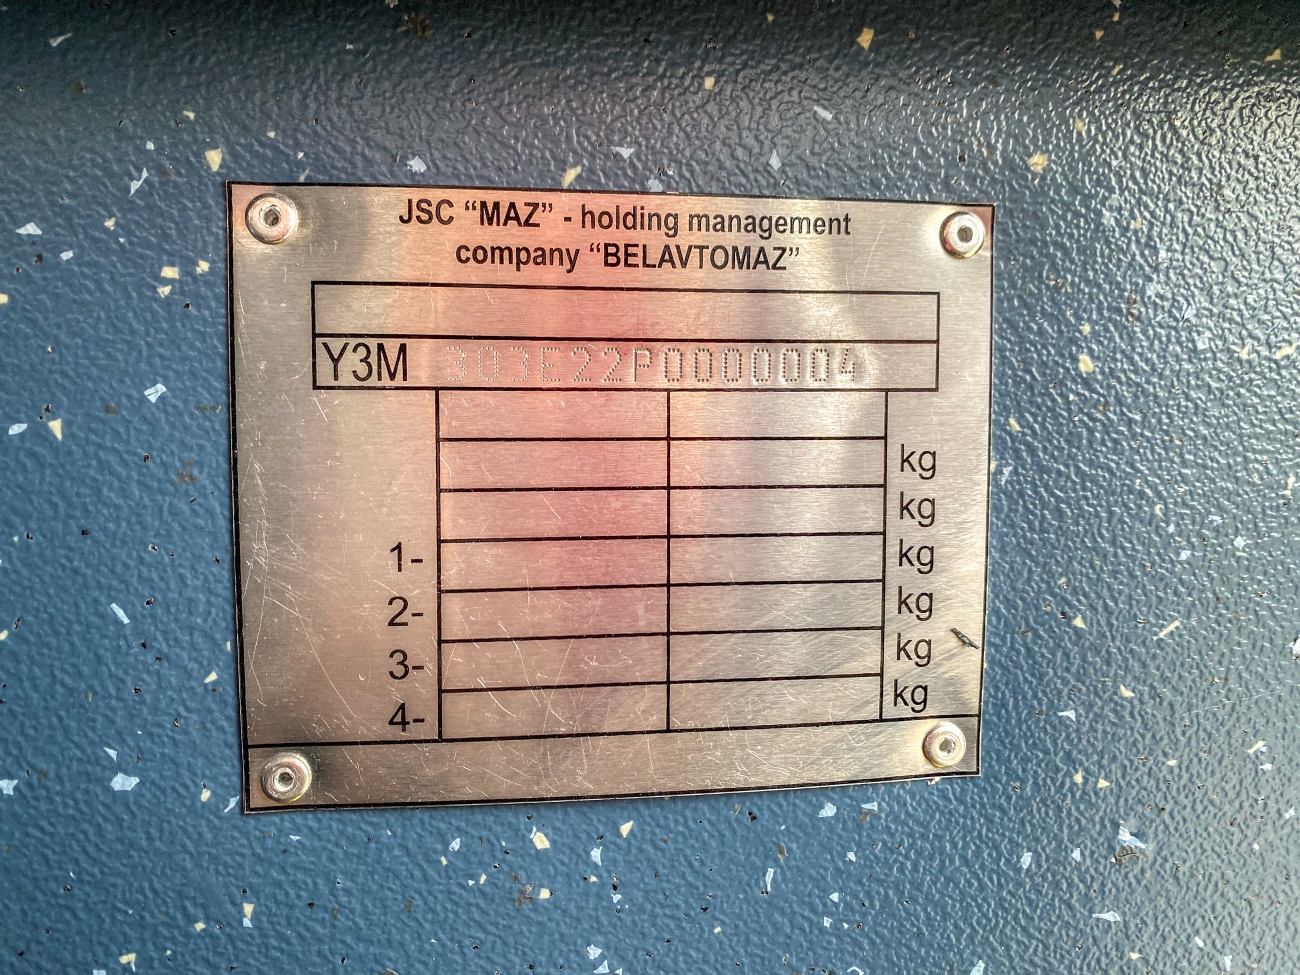 JSC “MAZ” - holding management
company “BELAVTOMAZ”
Y3M 303E22P0000004
kg
kg
1- kg
2- kg
3- kg
4- kg